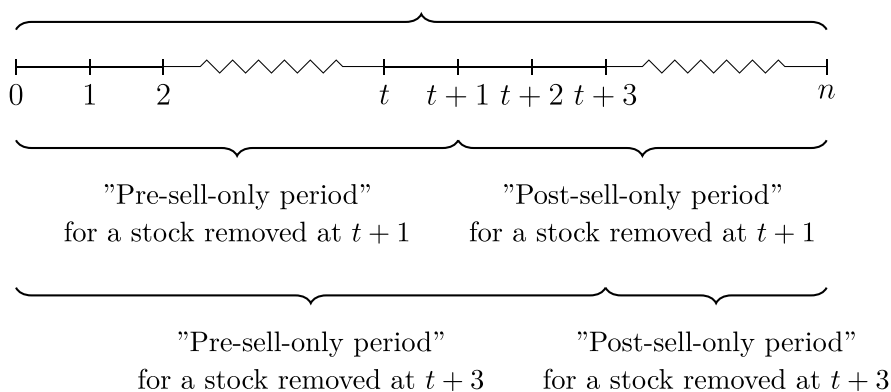 0 1 2 t t + 1 t + 2 t + 3 n
”Pre-sell-only period” ”Post-sell-only period”
for a stock removed at t + 1 for a stock removed at t + 1
”Pre-sell-only period” ”Post-sell-only period”
for a stock removed at t + 3 for a stock removed at t + 3